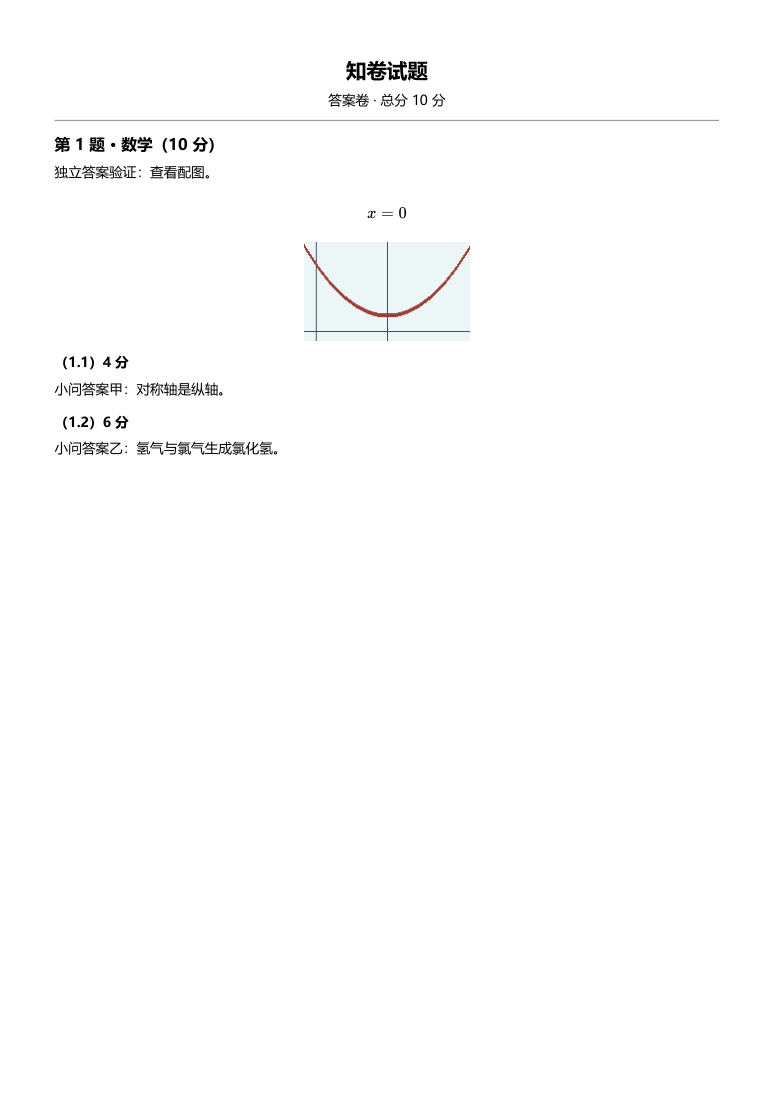 知卷试题
答案卷 · 总分 10 分
第 1 题 · 数学（10 分）
独立答案验证：查看配图。
x = 0
（1.1）4 分
小问答案甲：对称轴是纵轴。
（1.2）6 分
小问答案乙：氢气与氯气生成氯化氢。